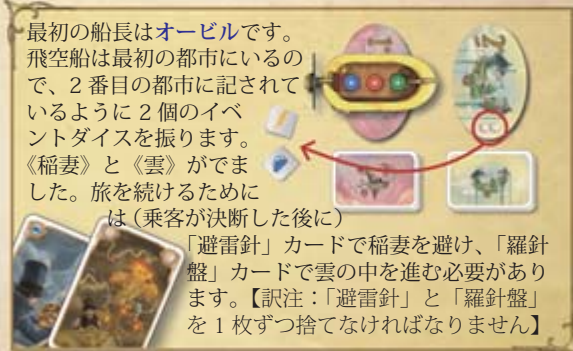 最初の船長はオービルです。
飛空船は最初の都市にいるの
で、2番目の都市に記されて
いるように2個のイベ
ントダイスを振ります。
《稲妻》と《雲》がでま
した。旅を続けるために
は(乗客が決断した後に)
「避雷針」カードで稲妻を避け、「羅針
盤」カードで雲の中を進む必要があり
ます。【訳注:「避雷針」と「羅針盤」
を1枚ずつ捨てなければなりません】
1
2